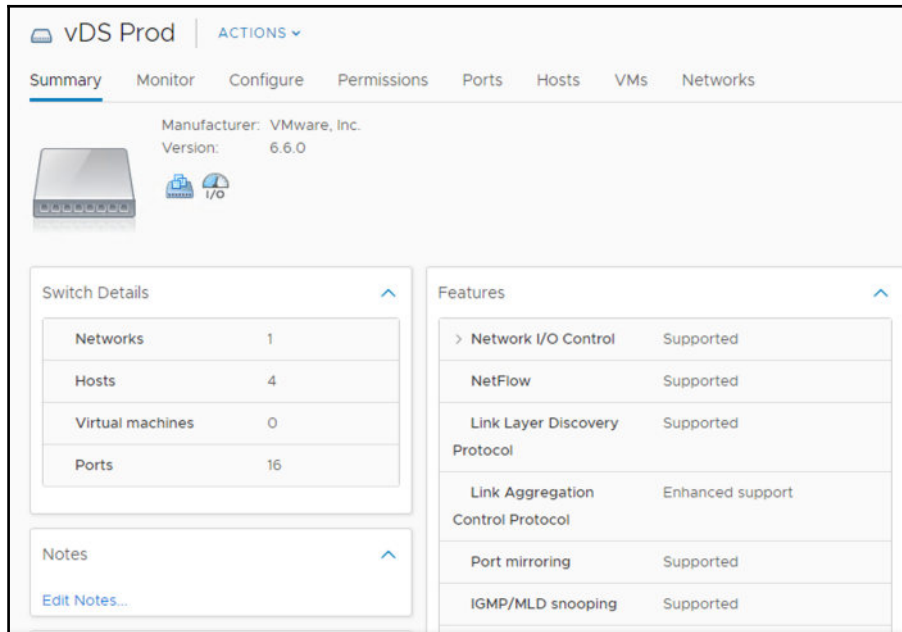 vDS Prod ACTIONS
Summary Monitor Configure Permissions Ports Hosts VMs Networks
Manufacturer: VMware, Inc.
Version: 6.6.0
I/O
Switch Details
Networks 1
Hosts 4
Virtual machines 0
Ports 16
Notes
Edit Notes...
Features
Network I/O Control Supported
NetFlow Supported
Link Layer Discovery Supported
Protocol
Link Aggregation Enhanced support
Control Protocol
Port mirroring Supported
IGMP/MLD snooping Supported